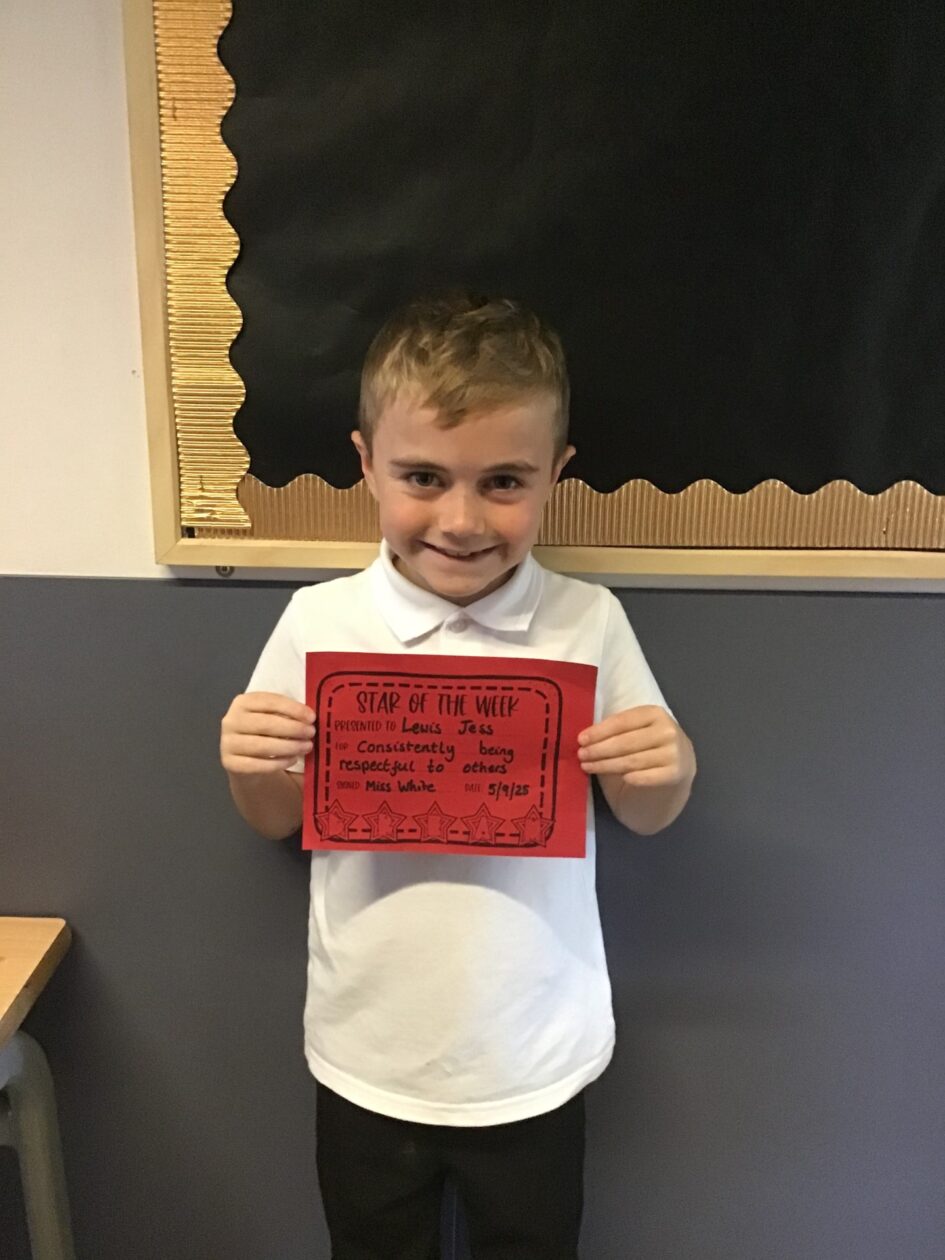 STAR OF THE WEEK
PRESENTED TO Lewis Jess
FOR Consistently being
respectful to others
SIGNED Miss White DATE 5/9/25